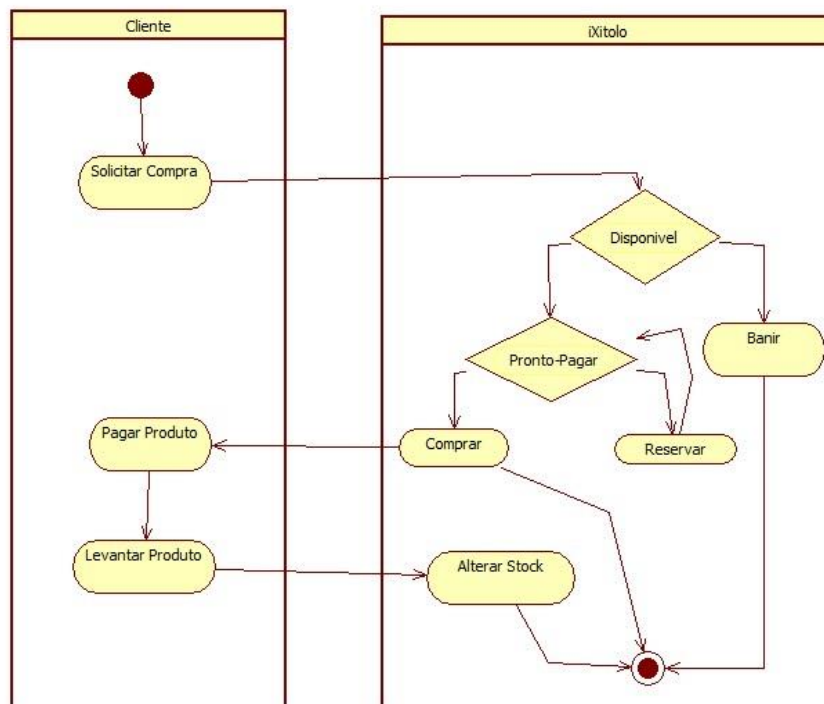 Cliente
iXitolo
Solicitar Compra
Disponivel
Pronto-Pagar
Banir
Pagar Produto
Comprar
Reservar
Levantar Produto
Alterar Stock